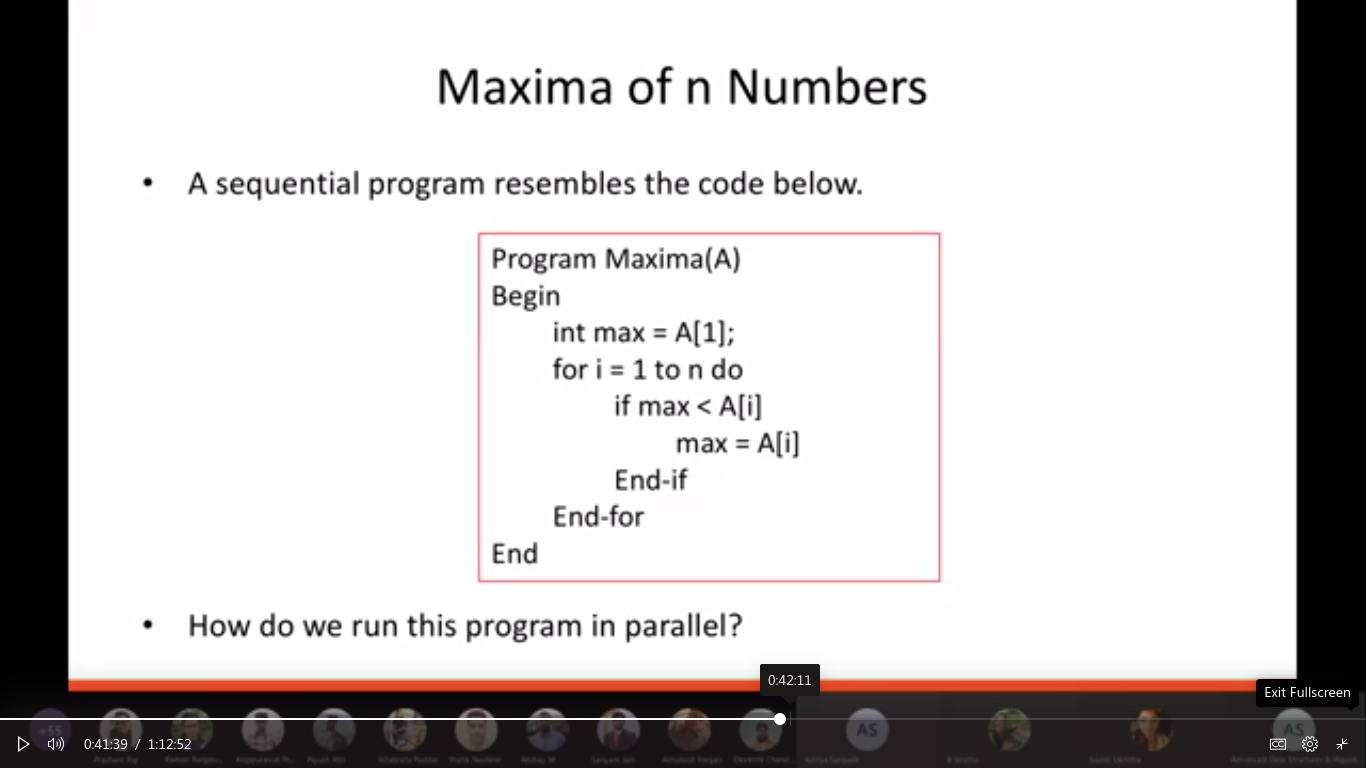 Maxima of n Numbers
• A sequential program resembles the code below.
Program Maxima(A)
Begin
int max = A[1];
for i = 1 to n do
if max < A[i]
max = A[i]
End-if
End-for
End
• How do we run this program in parallel?
0:42:11
Exit Fullscreen
+55
AS
AS
0:41:39 / 1:12:52
CC